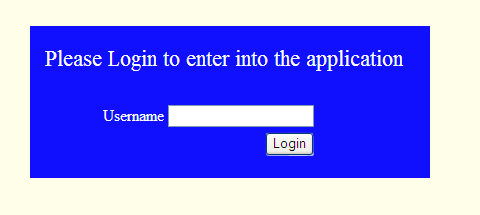 Please Login to enter into the application
Username
Login